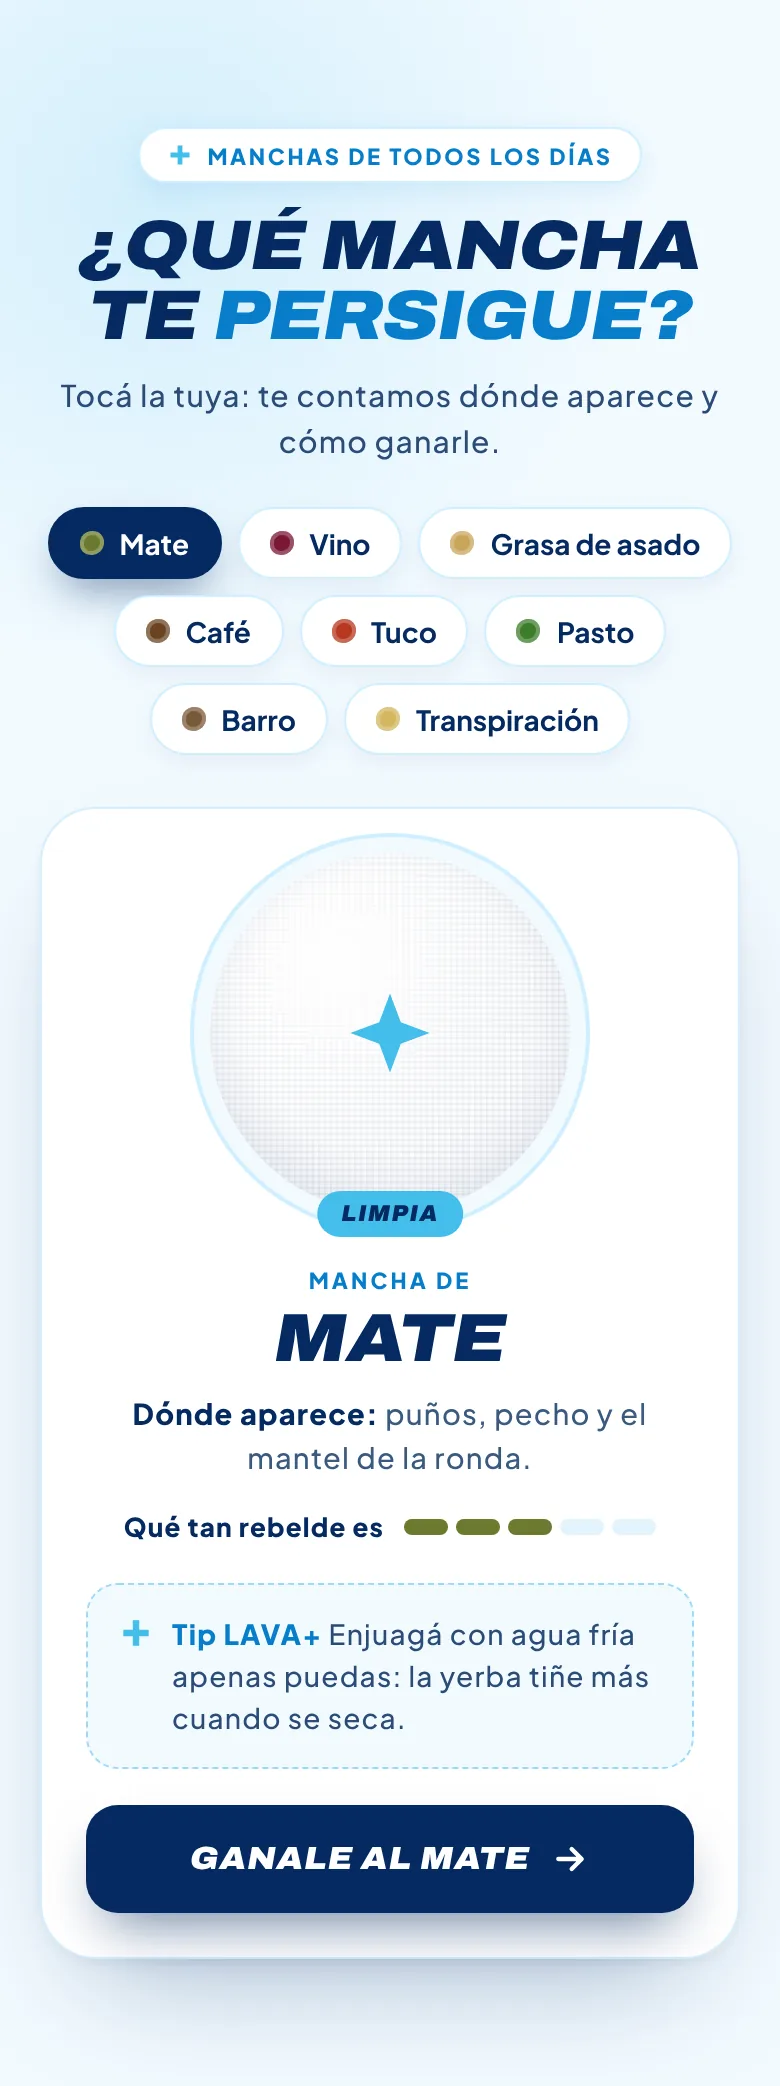 MANCHAS DE TODOS LOS DÍAS
¿QUÉ MANCHA
TE PERSIGUE?
Tocá la tuya: te contamos dónde aparece y
cómo ganarle.
Mate
Vino
Grasa de asado
Café
Tuco
Pasto
Barro
Transpiración
LIMPIA
MANCHA DE
MATE
Dónde aparece: puños, pecho y el
mantel de la ronda.
Qué tan rebelde es
Tip LAVA+ Enjuagá con agua fría
apenas puedas: la yerba tiñe más
cuando se seca.
GANALE AL MATE →